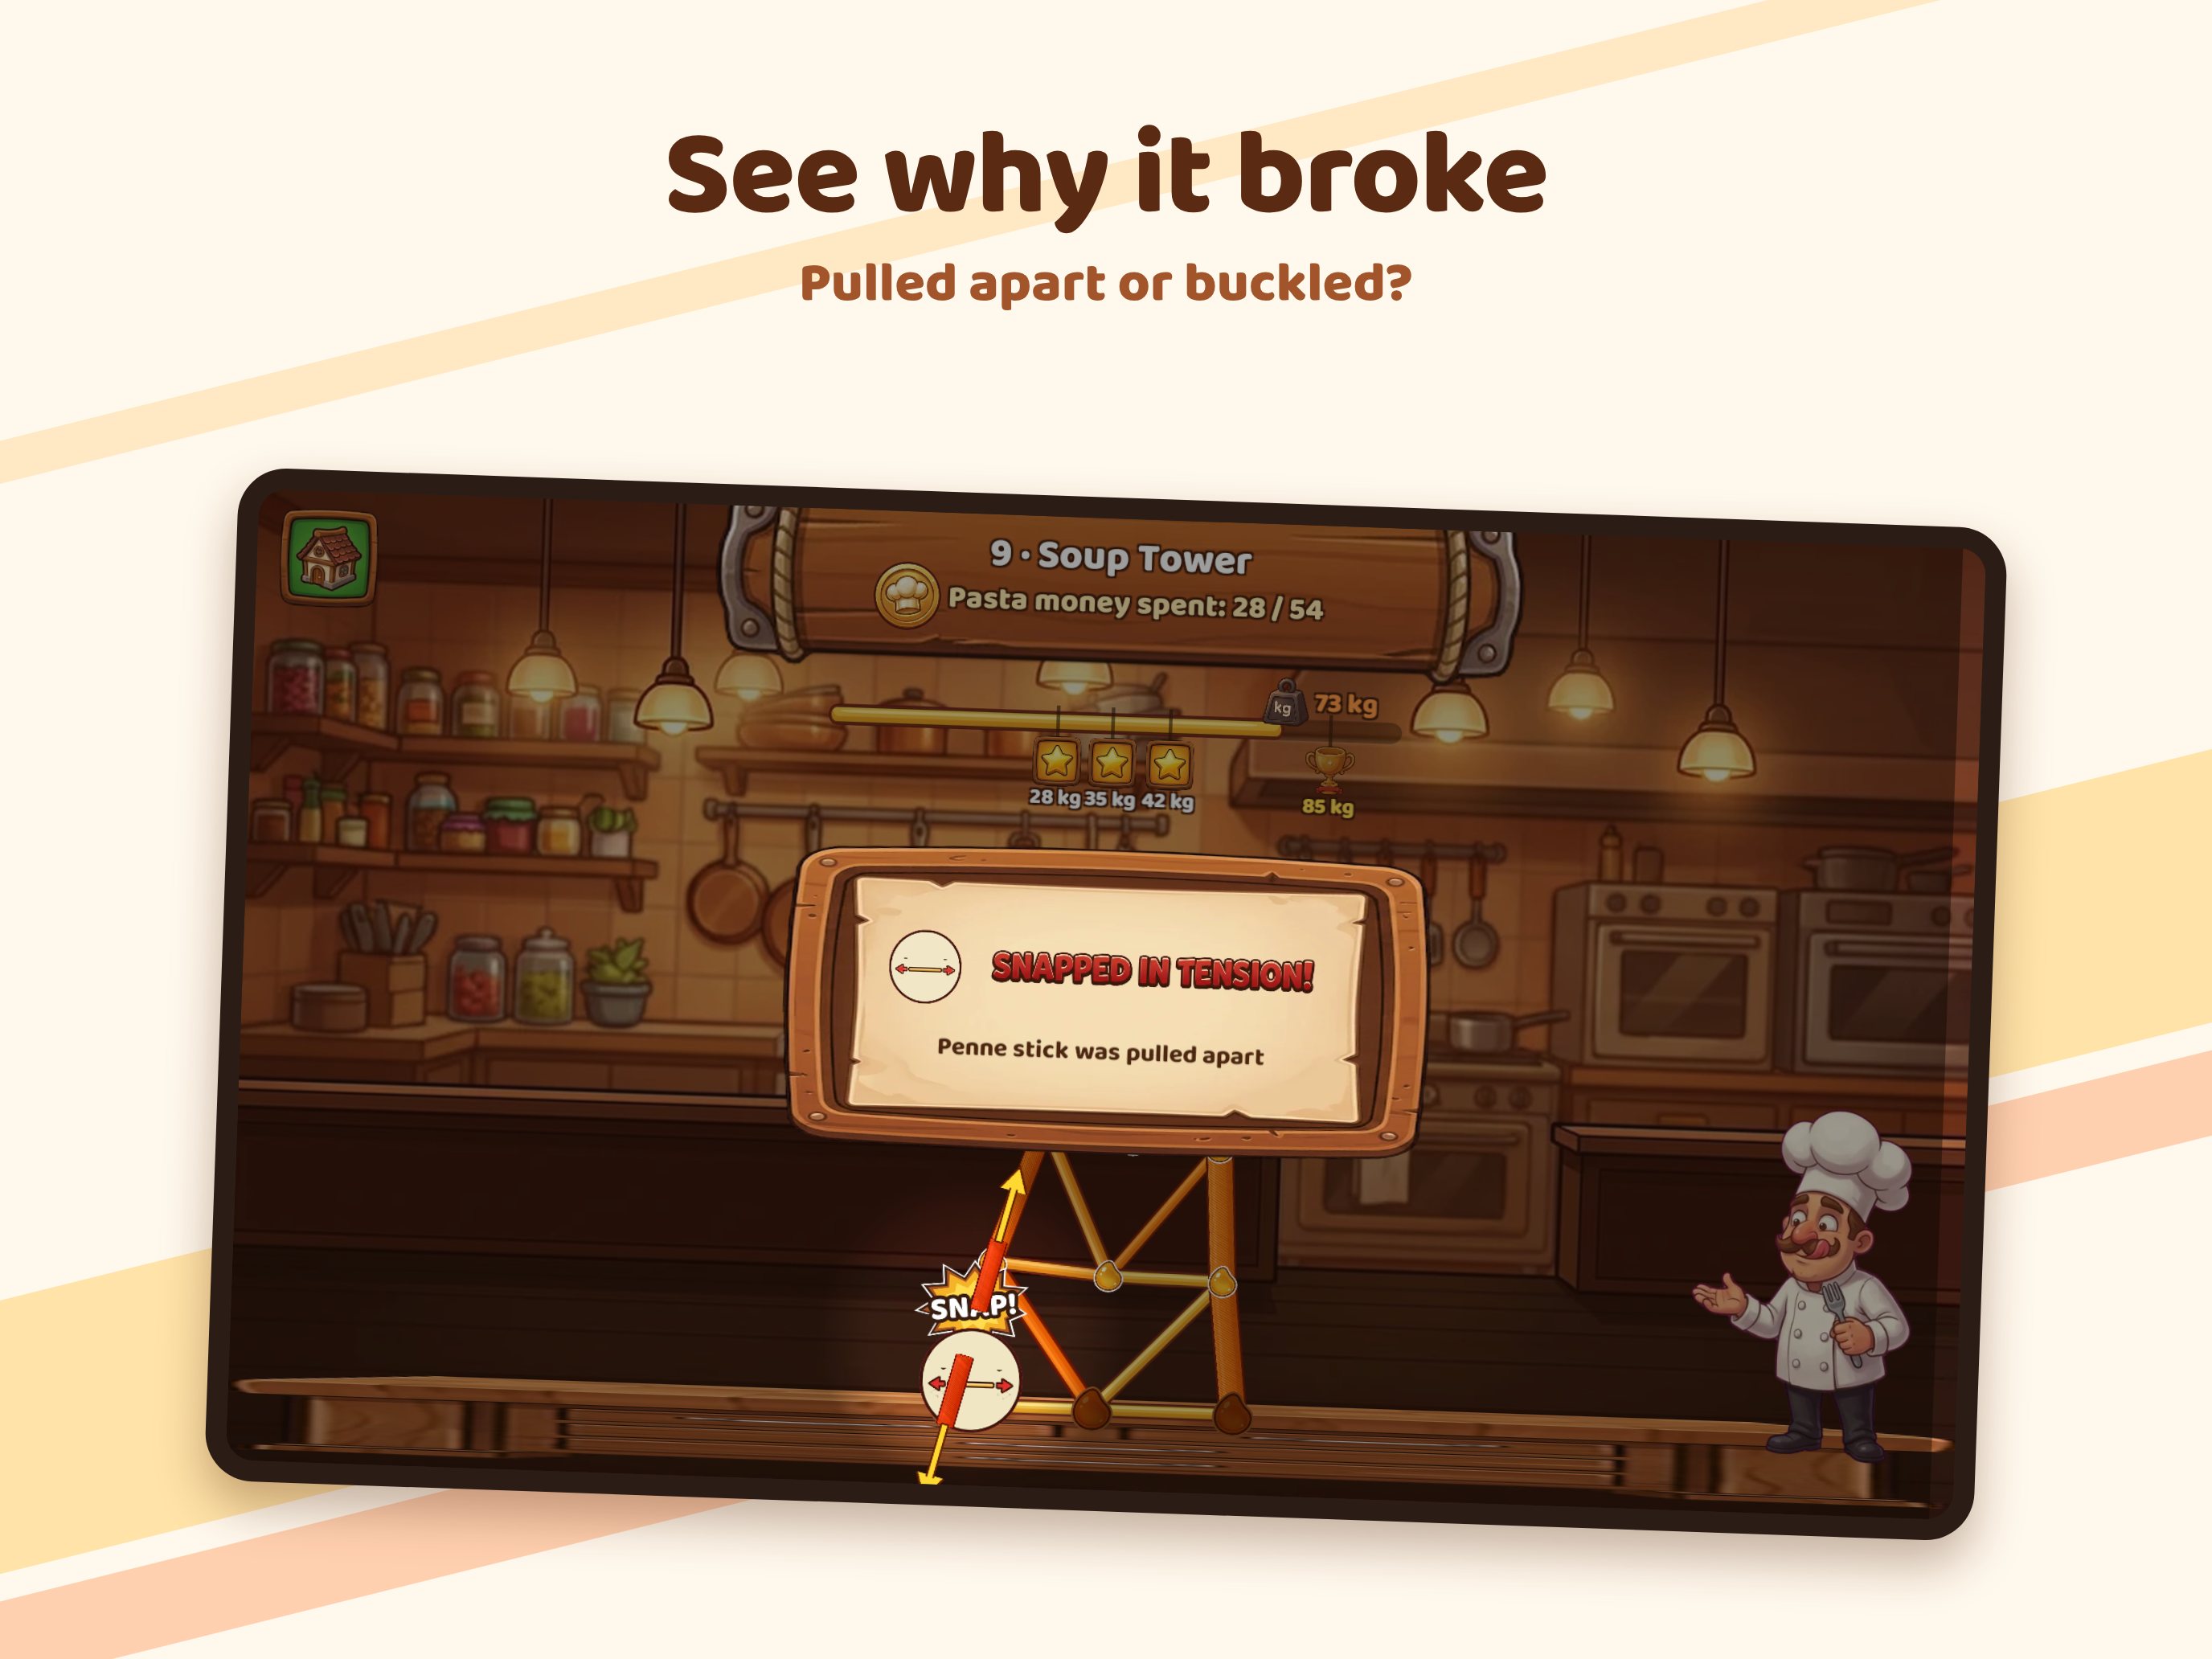 See why it broke
Pulled apart or buckled?
9 · Soup Tower
Pasta money spent: 28 / 54
kg
73 kg
28 kg 35 kg 42 kg
85 kg
SNAPPED IN TENSION!
Penne stick was pulled apart
SNAP!